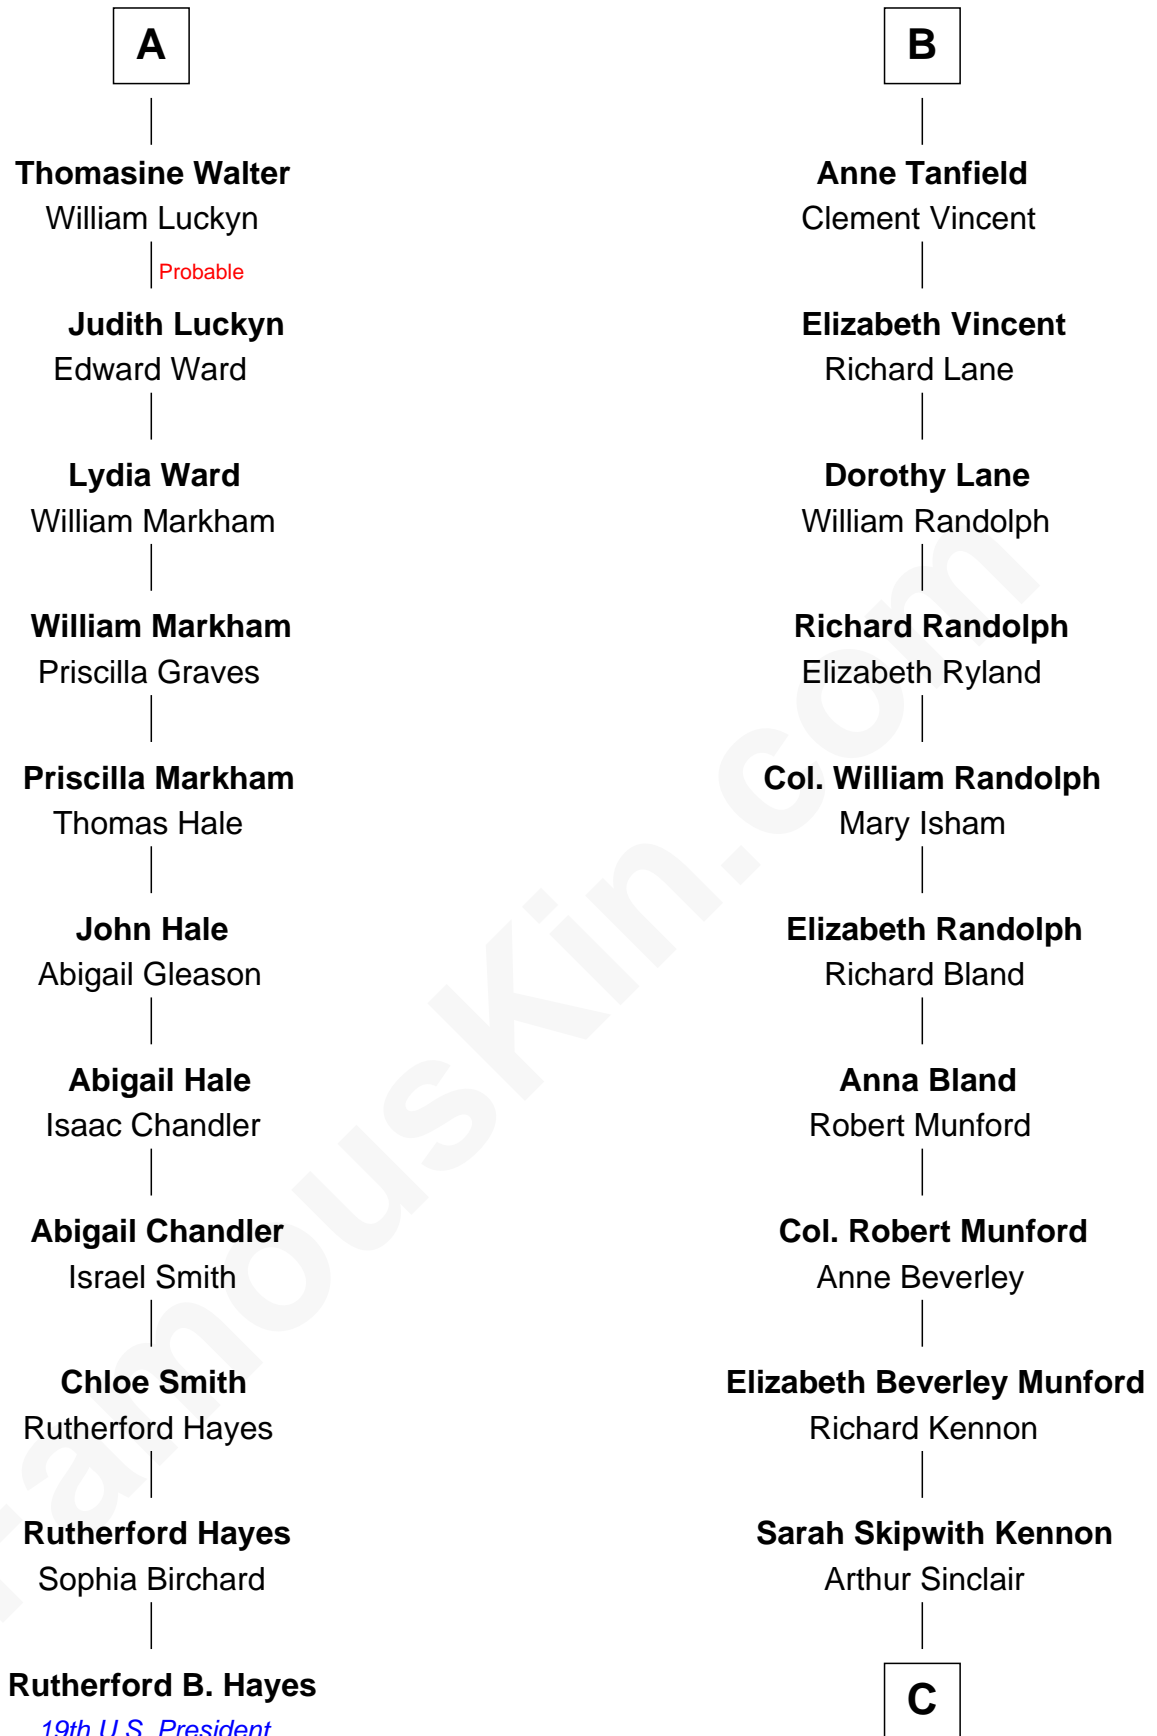 A
Thomasine Walter
William Luckyn
Probable
Judith Luckyn
Edward Ward
Lydia Ward
William Markham
William Markham
Priscilla Graves
Priscilla Markham
Thomas Hale
John Hale
Abigail Gleason
Abigail Hale
Isaac Chandler
Abigail Chandler
Israel Smith
Chloe Smith
Rutherford Hayes
Rutherford Hayes
Sophia Birchard
Rutherford B. Hayes
19th U.S. President
B
Anne Tanfield
Clement Vincent
Elizabeth Vincent
Richard Lane
Dorothy Lane
William Randolph
Richard Randolph
Elizabeth Ryland
Col. William Randolph
Mary Isham
Elizabeth Randolph
Richard Bland
Anna Bland
Robert Munford
Col. Robert Munford
Anne Beverley
Elizabeth Beverley Munford
Richard Kennon
Sarah Skipwith Kennon
Arthur Sinclair
C
FamousKin.com